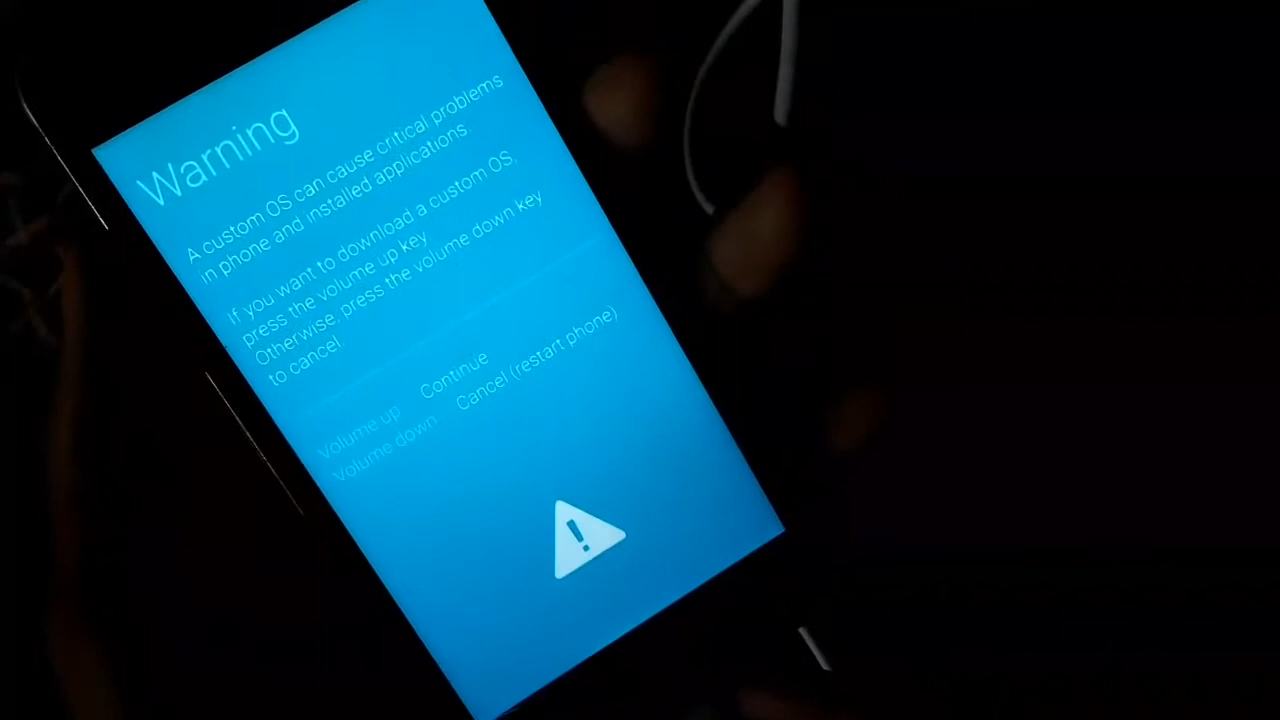 Warning
A custom OS can cause critical problems
in phone and installed applications.
If you want to download a custom OS,
press the volume up key
Otherwise, press the volume down key
to cancel.
Volume up Continue
Volume down Cancel (restart phone)